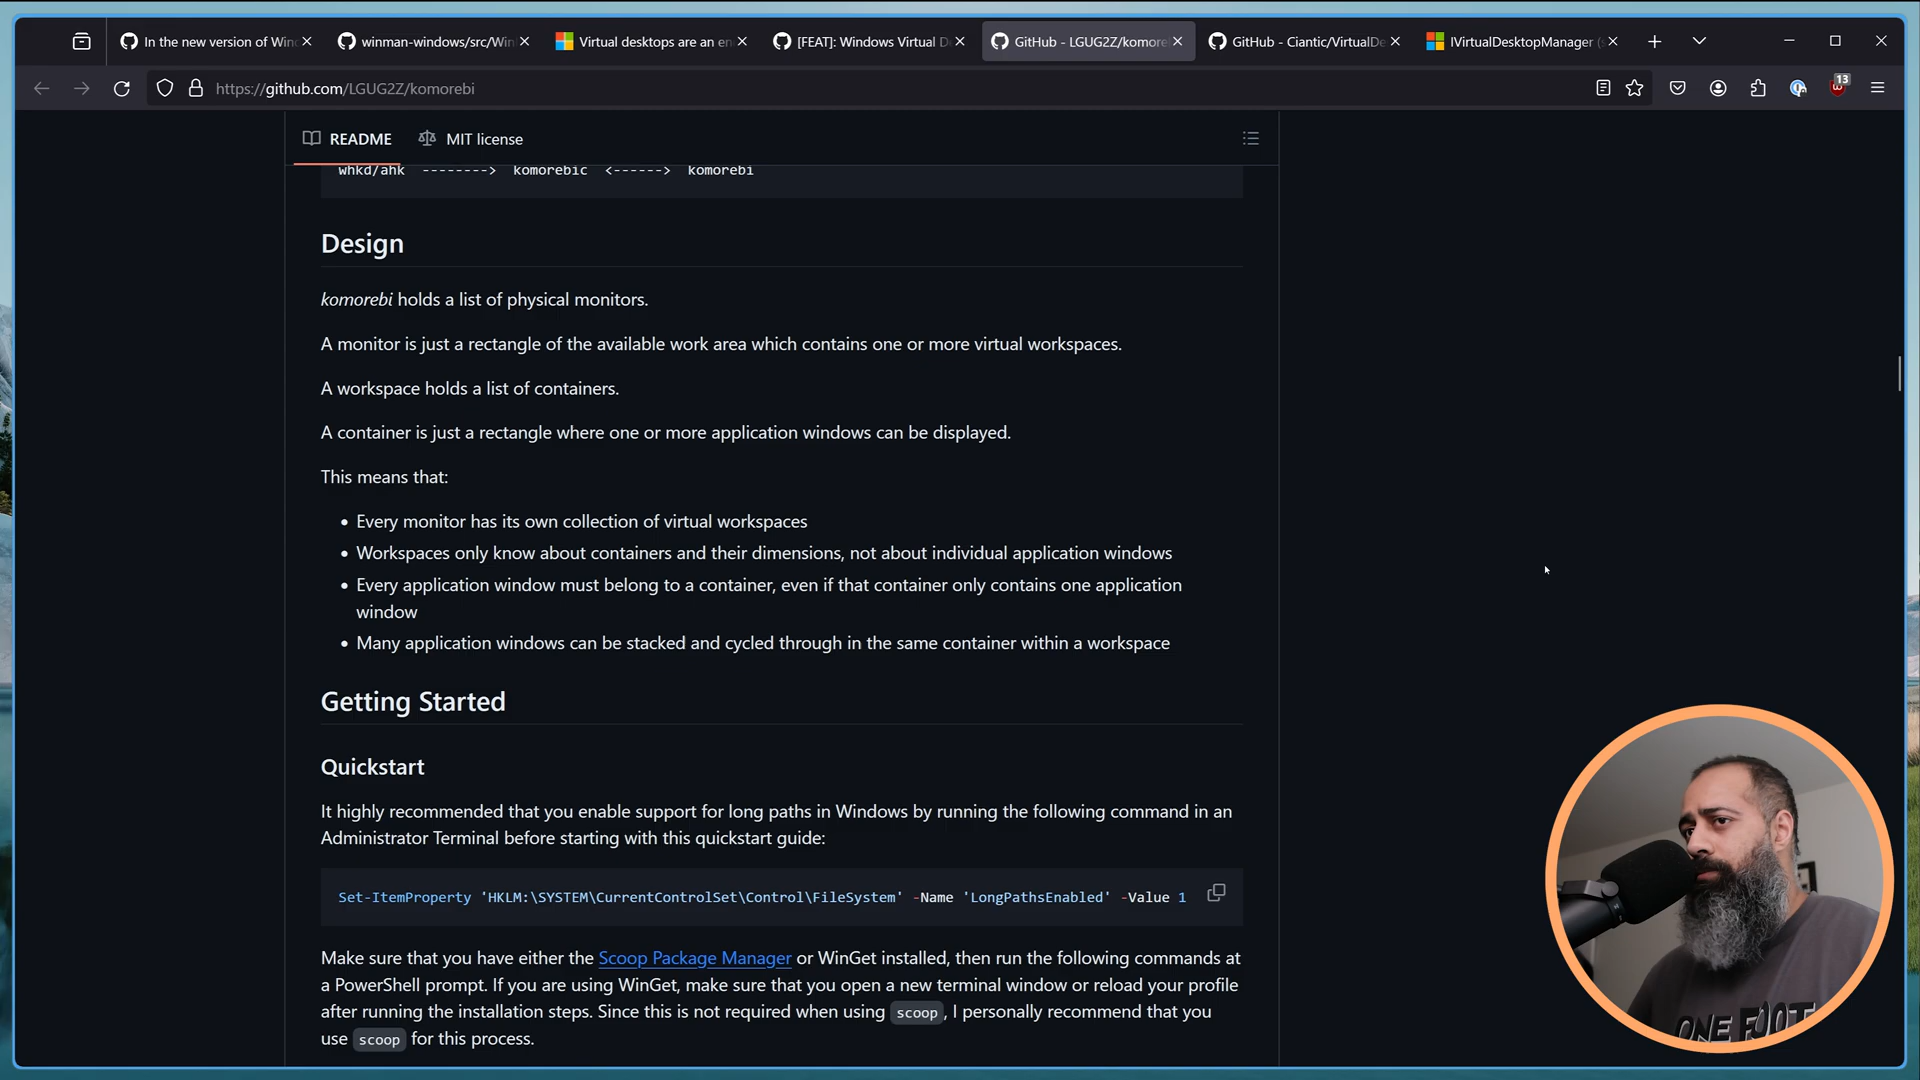 In the new version of Win
winman-windows/src/Win
Virtual desktops are an en
[FEAT]: Windows Virtual D
GitHub - LGUG2Z/komore
GitHub - Ciantic/VirtualDe
IVirtualDesktopManager (s
https://github.com/LGUG2Z/komorebi
13
README
MIT license
whkd/ahk --------> komorebic <------> komorebi
Design
komorebi holds a list of physical monitors.
A monitor is just a rectangle of the available work area which contains one or more virtual workspaces.
A workspace holds a list of containers.
A container is just a rectangle where one or more application windows can be displayed.
This means that:
• Every monitor has its own collection of virtual workspaces
• Workspaces only know about containers and their dimensions, not about individual application windows
• Every application window must belong to a container, even if that container only contains one application
window
• Many application windows can be stacked and cycled through in the same container within a workspace
Getting Started
Quickstart
It highly recommended that you enable support for long paths in Windows by running the following command in an
Administrator Terminal before starting with this quickstart guide:
Set-ItemProperty 'HKLM:\SYSTEM\CurrentControlSet\Control\FileSystem' -Name 'LongPathsEnabled' -Value 1
Make sure that you have either the Scoop Package Manager or WinGet installed, then run the following commands at
a PowerShell prompt. If you are using WinGet, make sure that you open a new terminal window or reload your profile
after running the installation steps. Since this is not required when using scoop, I personally recommend that you
use scoop for this process.
ONE FOOT